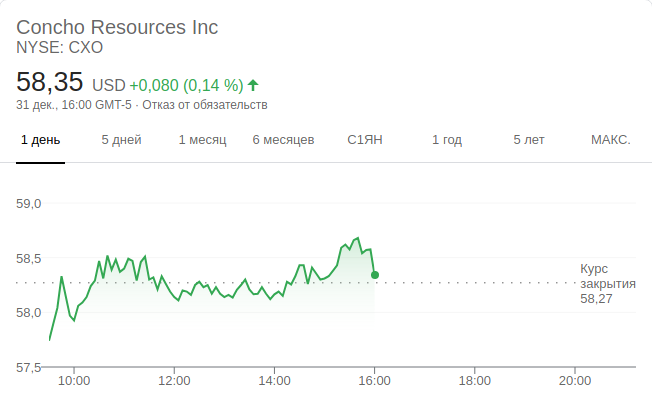 Concho Resources Inc
NYSE: CXO
58,35 USD +0,080 (0,14 %)
31 дек., 16:00 GMT-5 · Отказ от обязательств
1 день 5 дней 1 месяц 6 месяцев С1ЯН 1 год 5 лет МАКС.
59,0
58,5
Курс
закрытия
58,27
58,0
57,5
10:00 12:00 14:00 16:00 18:00 20:00